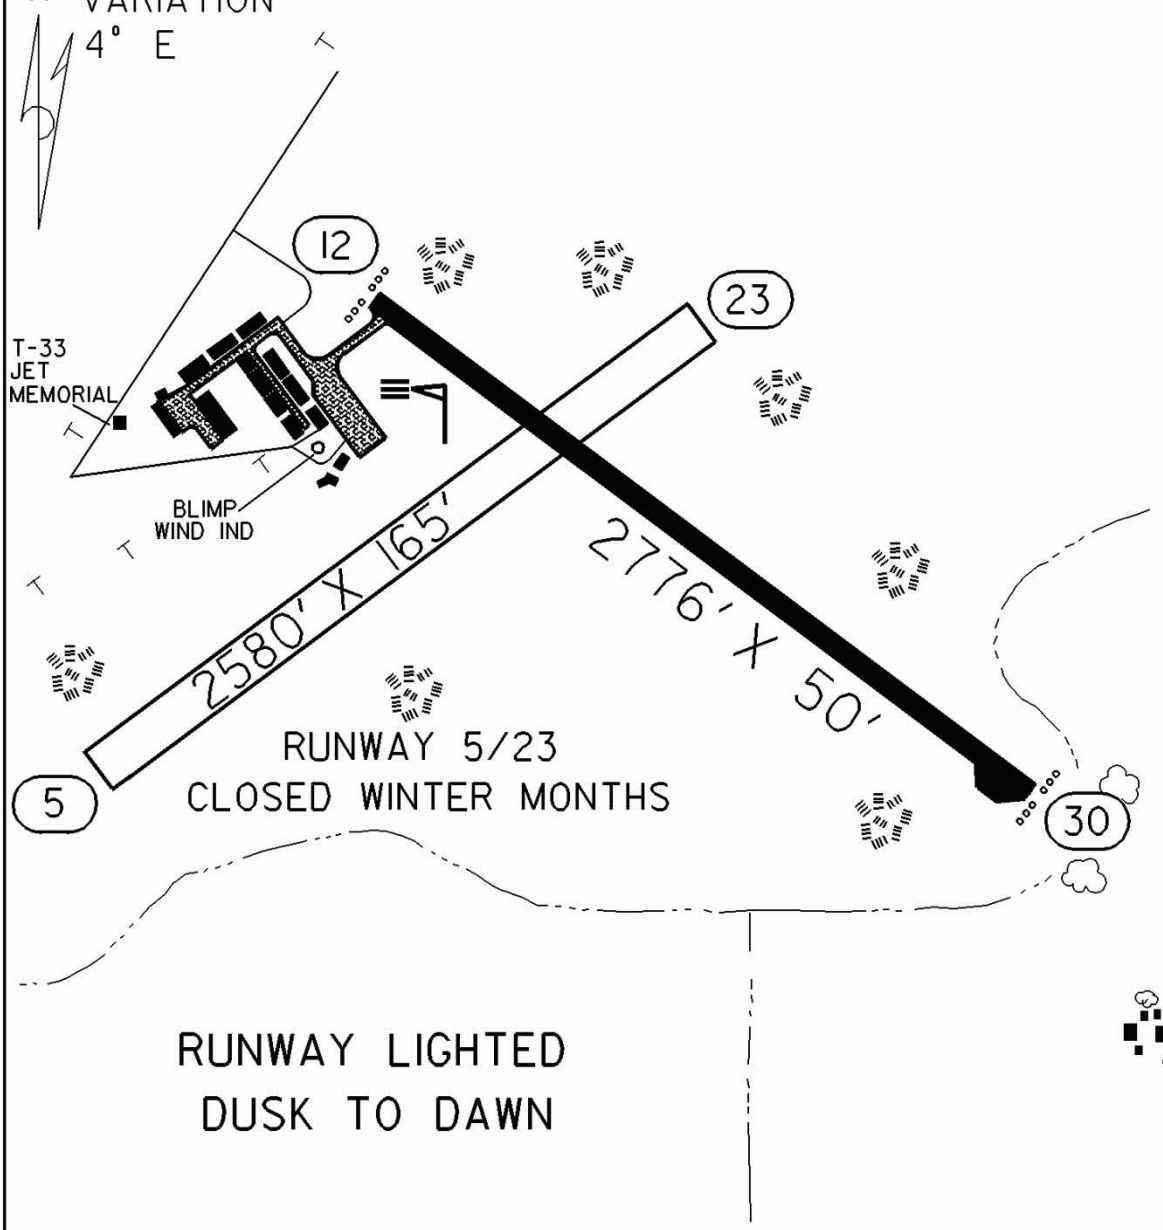 VARIATION
4° E
12
23
T-33
JET
MEMORIAL
BLIMP
WIND IND
2580' X 165'
2776' X 50'
RUNWAY 5/23
CLOSED WINTER MONTHS
5
30
RUNWAY LIGHTED
DUSK TO DAWN